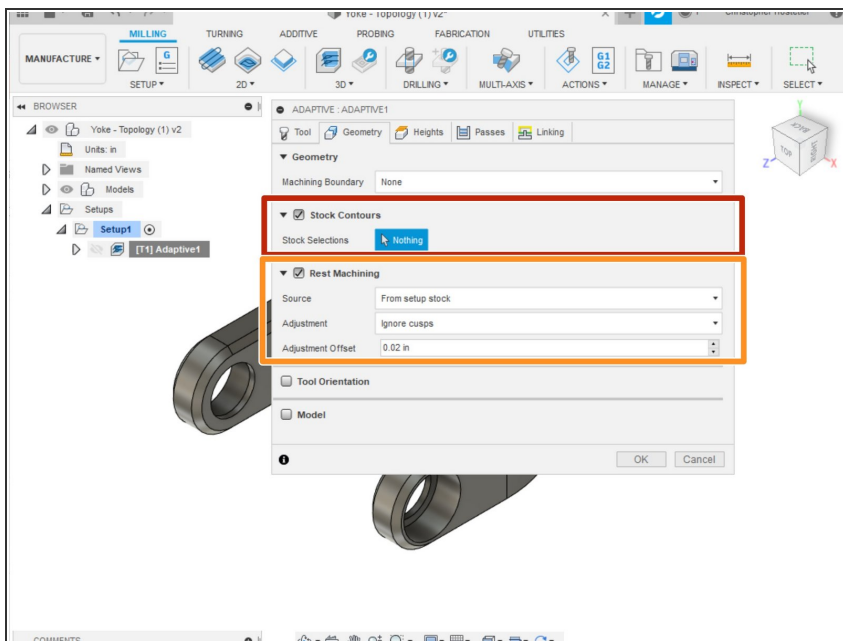 Yoke - Topology (1) v2*
MILLING TURNING ADDITIVE PROBING FABRICATION UTILITIES
MANUFACTURE
G
G1
G2
SETUP 2D 3D DRILLING MULTI-AXIS ACTIONS MANAGE INSPECT SELECT
BROWSER
Yoke - Topology (1) v2
Units: in
Named Views
Models
Setups
Setup1
[T1] Adaptive1
ADAPTIVE : ADAPTIVE1
Tool Geometry Heights Passes Linking
Geometry
Machining Boundary None
Stock Contours
Stock Selections Nothing
Rest Machining
Source From setup stock
Adjustment Ignore cusps
Adjustment Offset 0.02 in
Tool Orientation
Model
OK Cancel
Y
BACK
TOP
RIGHT
Z X
COMMENTS